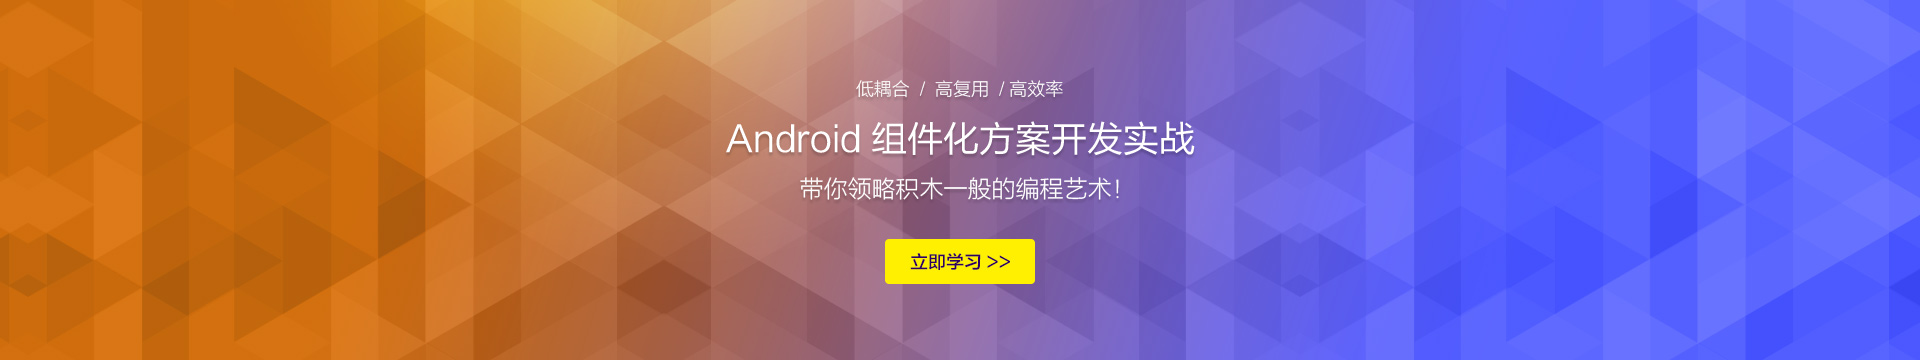 低耦合 / 高复用 / 高效率
Android 组件化方案开发实战
带你领略积木一般的编程艺术！
立即学习 >>